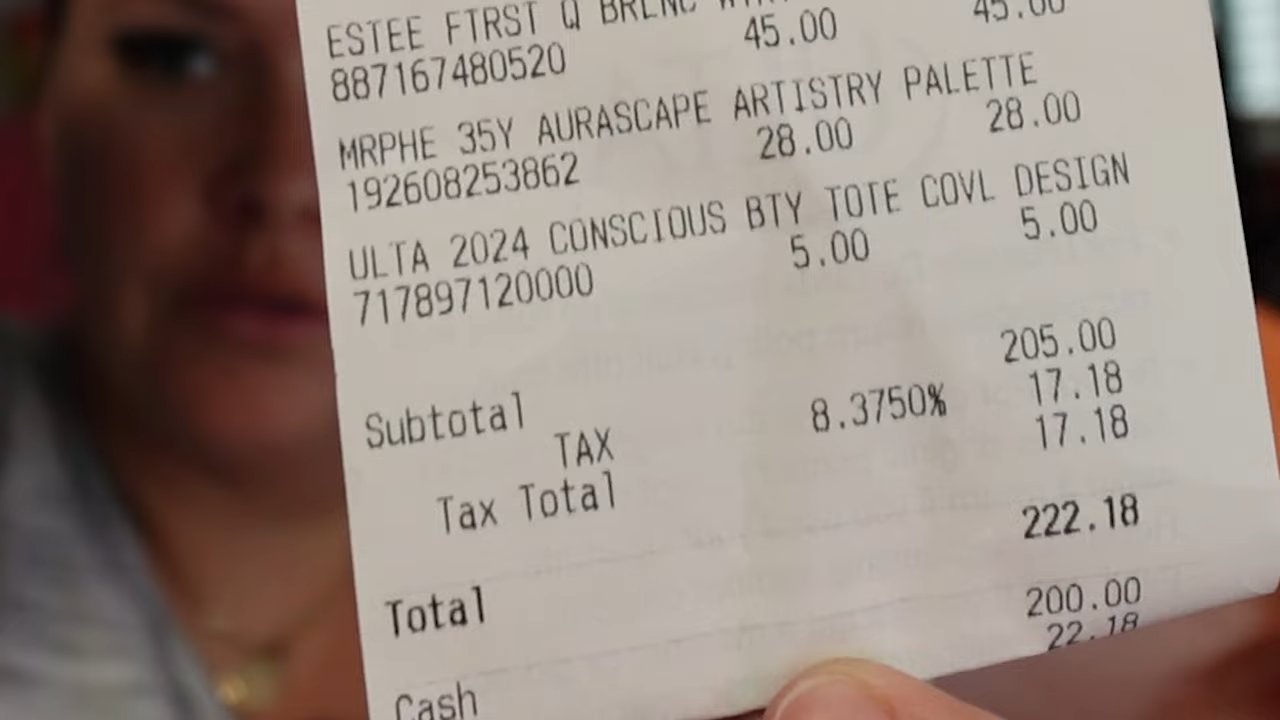 ESTEE FIRST Q
45.00 45.00
887167480520
MRPHE 35Y AURASCAPE ARTISTRY PALETTE
192608253862 28.00 28.00
ULTA 2024 CONSCIOUS BTY TOTE COVL DESIGN
717897120000 5.00 5.00
Subtotal 205.00
TAX 8.3750% 17.18
Tax Total 17.18
Total 222.18
Cash 200.00
22.18